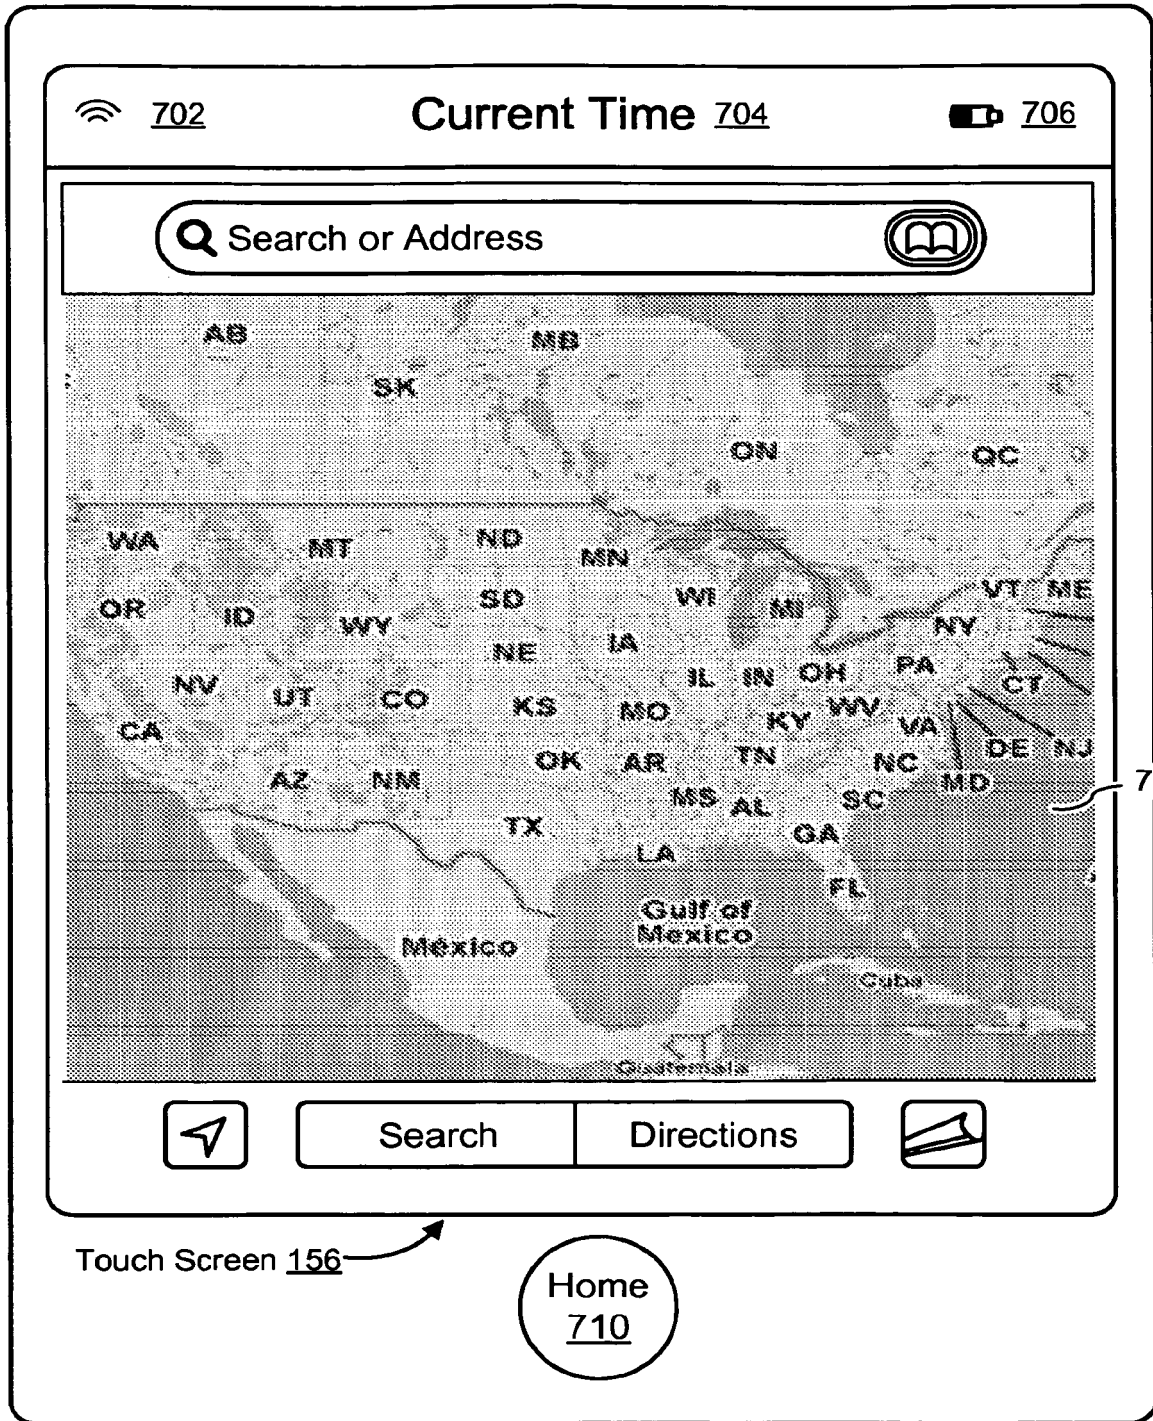 702 Current Time 704 706
Search or Address
AB
MB
SK
ON
QC
WA
MT
ND
MN
OR
ID
WY
SD
WI
MI
VT
ME
NY
NE
IA
PA
NV
UT
CO
KS
MO
IL
IN
OH
CT
CA
KY
WV
VA
AZ
NM
OK
AR
TN
NC
DE
NJ
MD
7
TX
MS
AL
SC
GA
LA
FL
Gulf of
Mexico
México
Cuba
Guatemala
Search Directions
Touch Screen 156
Home
710